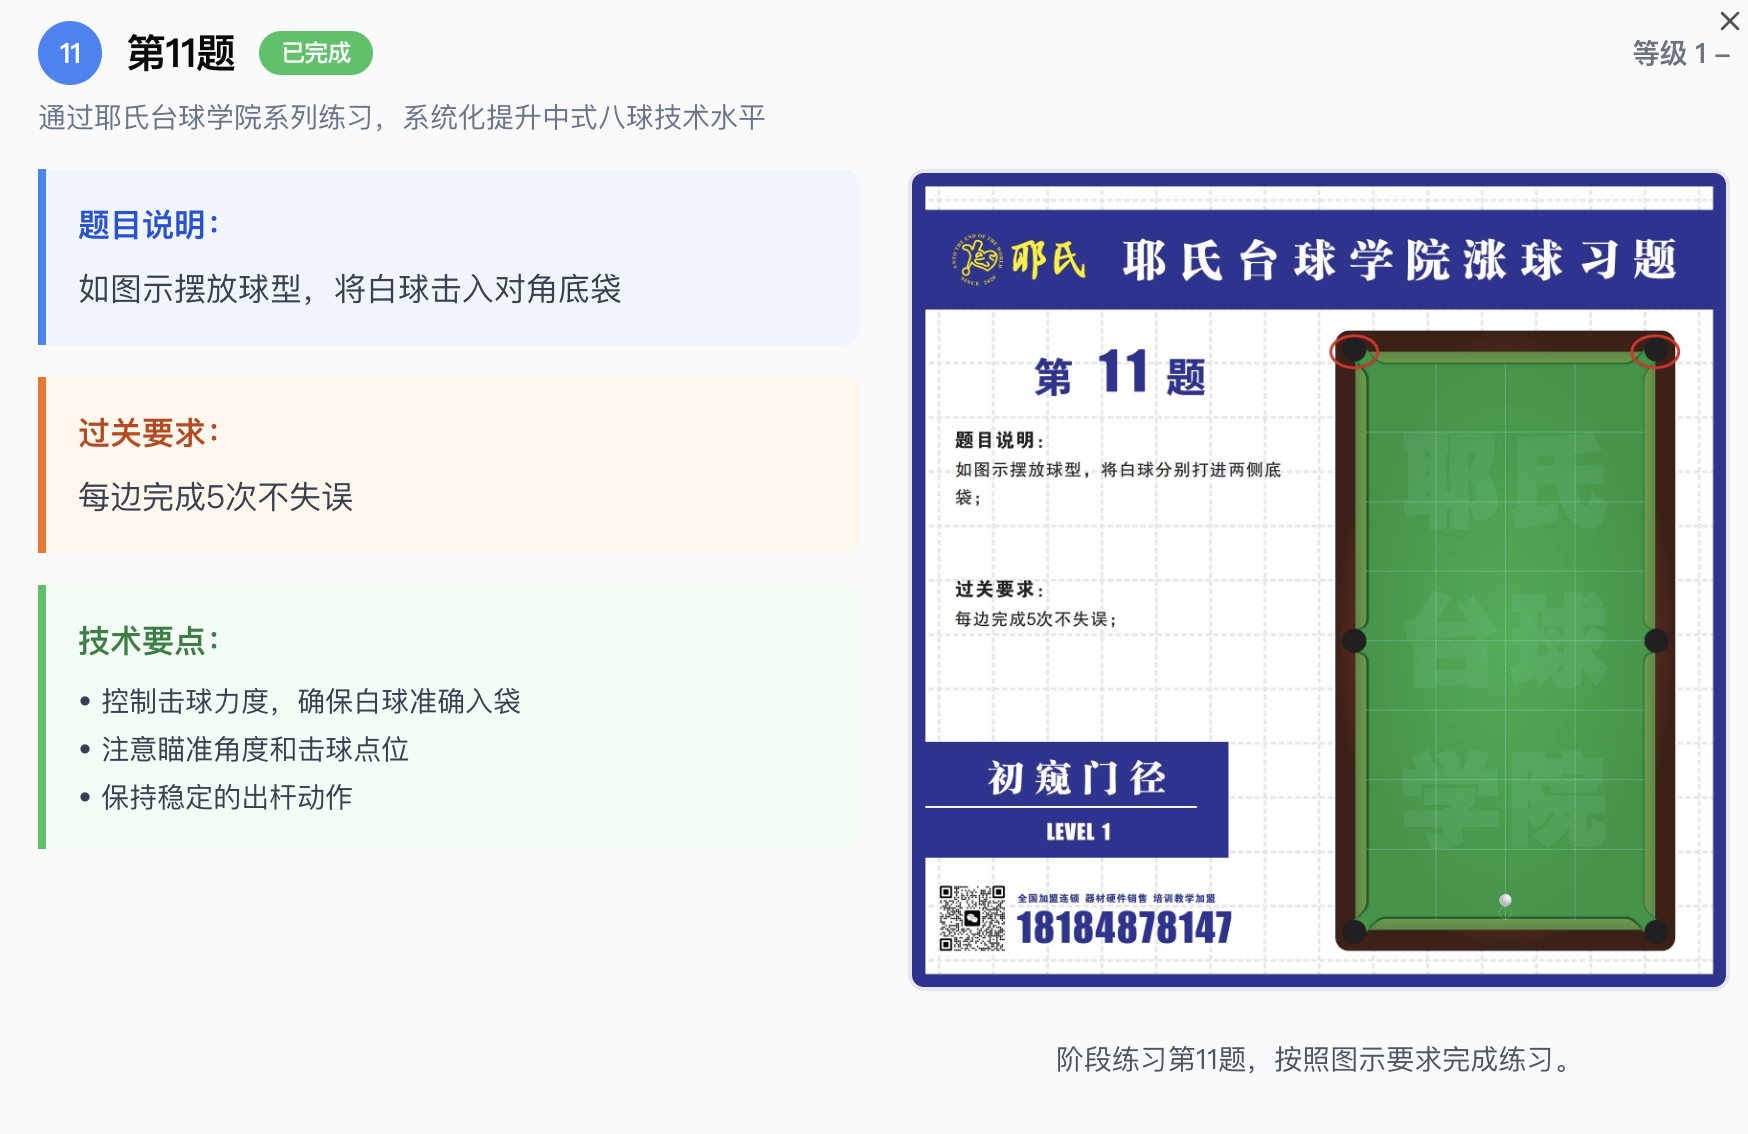 11
第11题
已完成
等级 1 –
通过耶氏台球学院系列练习，系统化提升中式八球技术水平
题目说明：
如图示摆放球型，将白球击入对角底袋
过关要求：
每边完成5次不失误
技术要点：
• 控制击球力度，确保白球准确入袋
• 注意瞄准角度和击球点位
• 保持稳定的出杆动作
UNTO THE END OF THE WORLD
SINCE 2020
耶氏
耶氏台球学院涨球习题
第 11 题
题目说明：
如图示摆放球型，将白球分别打进两侧底
袋；
过关要求：
每边完成5次不失误；
初窥门径
LEVEL 1
全国加盟连锁 器材硬件销售 培训教学加盟
18184878147
耶氏
台球
学院
阶段练习第11题，按照图示要求完成练习。